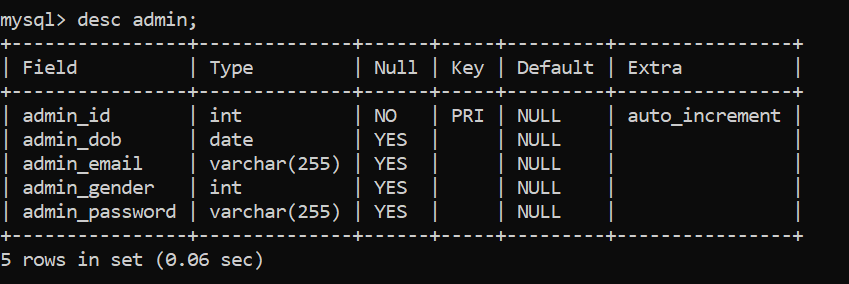 mysql> desc admin;
+----------------+--------------+------+-----+---------+----------------+
| Field          | Type         | Null | Key | Default | Extra          |
+----------------+--------------+------+-----+---------+----------------+
| admin_id       | int          | NO   | PRI | NULL    | auto_increment |
| admin_dob      | date         | YES  |     | NULL    |                |
| admin_email    | varchar(255) | YES  |     | NULL    |                |
| admin_gender   | int          | YES  |     | NULL    |                |
| admin_password | varchar(255) | YES  |     | NULL    |                |
+----------------+--------------+------+-----+---------+----------------+
5 rows in set (0.06 sec)